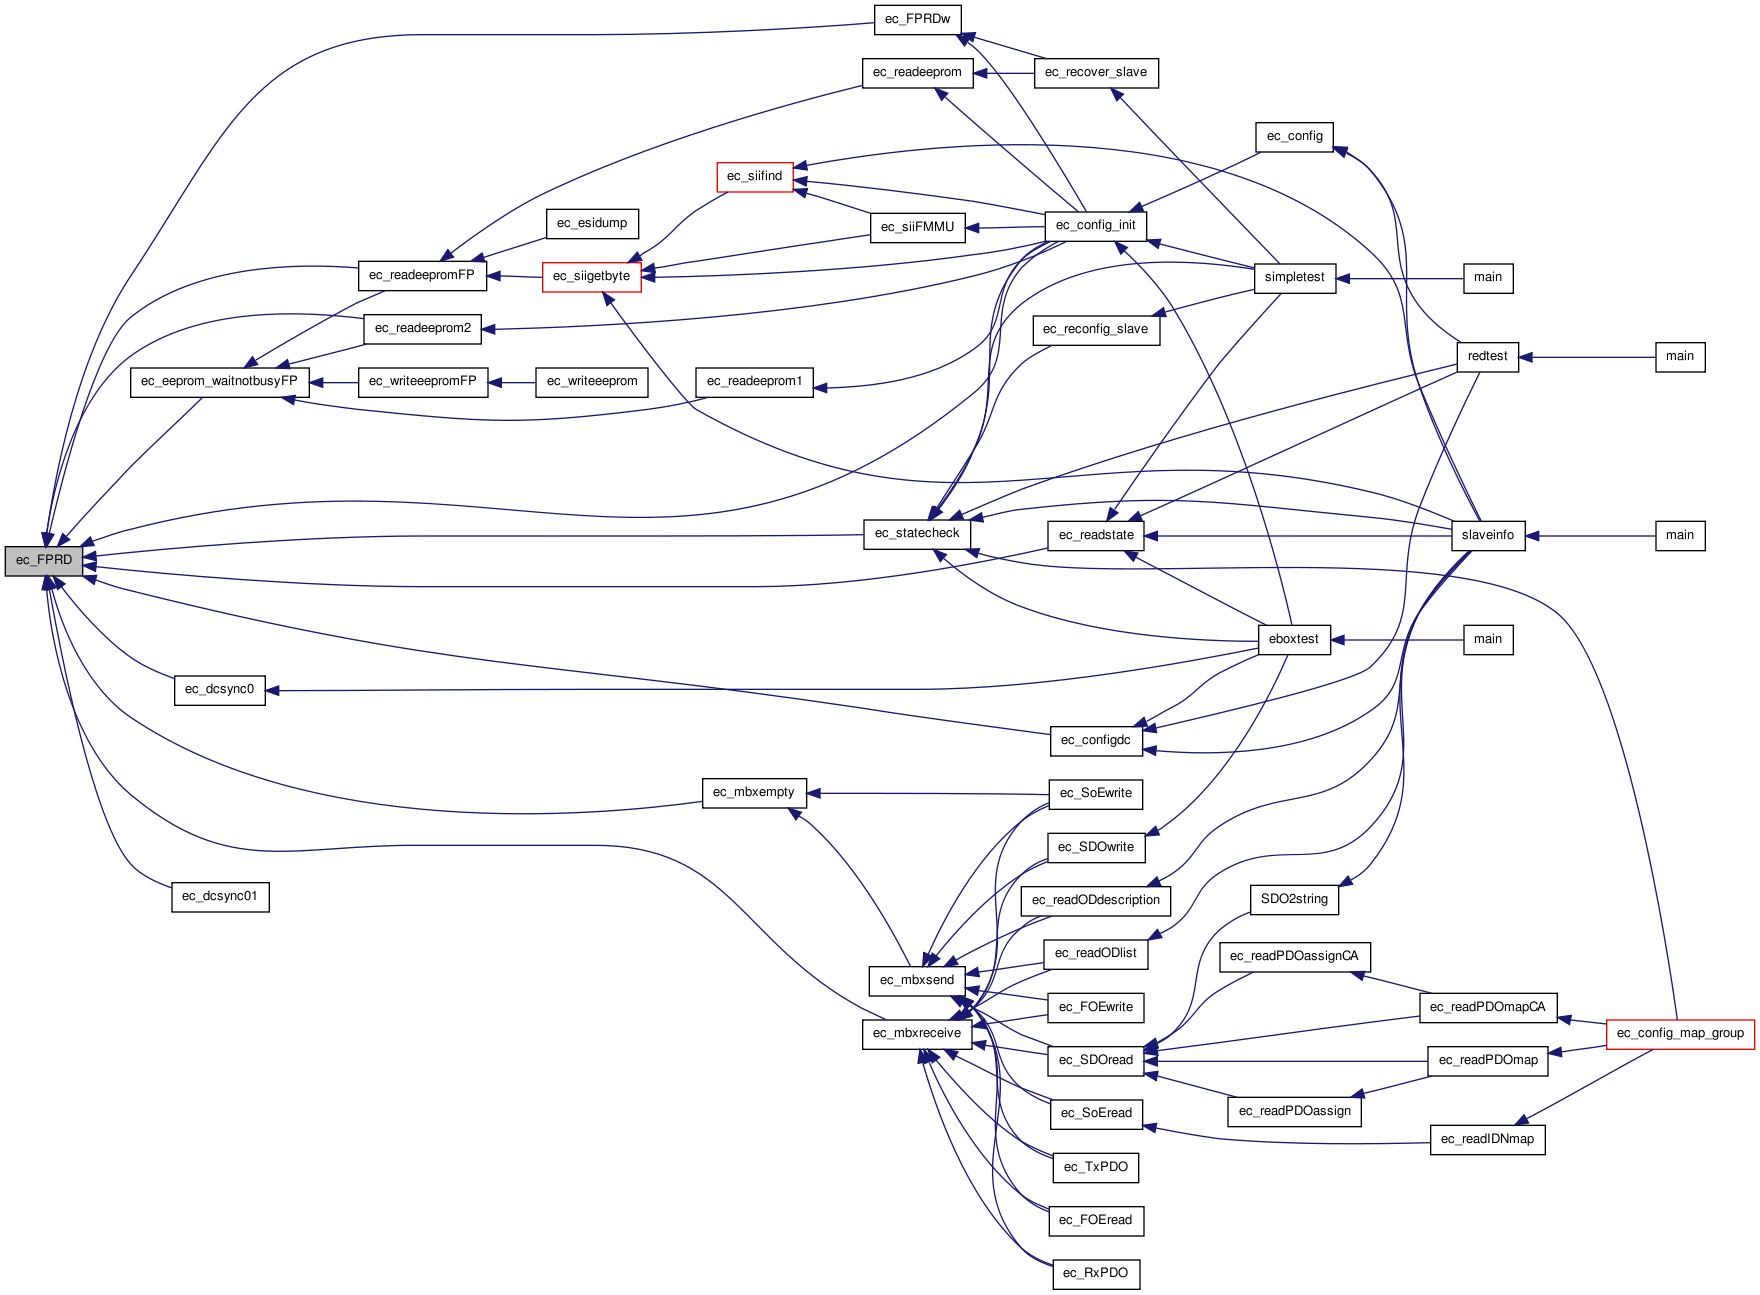 ec_FPRDw
ec_readeeprom
ec_recover_slave
ec_config
ec_siifind
ec_esidump
ec_siiFMMU
ec_config_init
ec_readeepromFP
ec_siigetbyte
simpletest
main
ec_readeeprom2
ec_reconfig_slave
redtest
main
ec_eeprom_waitnotbusyFP
ec_writeeepromFP
ec_writeeeprom
ec_readeeprom1
ec_statecheck
ec_readstate
slaveinfo
main
ec_FPRD
eboxtest
main
ec_dcsync0
ec_configdc
ec_mbxempty
ec_SoEwrite
ec_SDOwrite
ec_dcsync01
ec_readODdescription
SDO2string
ec_readODlist
ec_readPDOassignCA
ec_mbxsend
ec_FOEwrite
ec_readPDOmapCA
ec_mbxreceive
ec_config_map_group
ec_SDOread
ec_readPDOmap
ec_SoEread
ec_readPDOassign
ec_readIDNmap
ec_TxPDO
ec_FOEread
ec_RxPDO